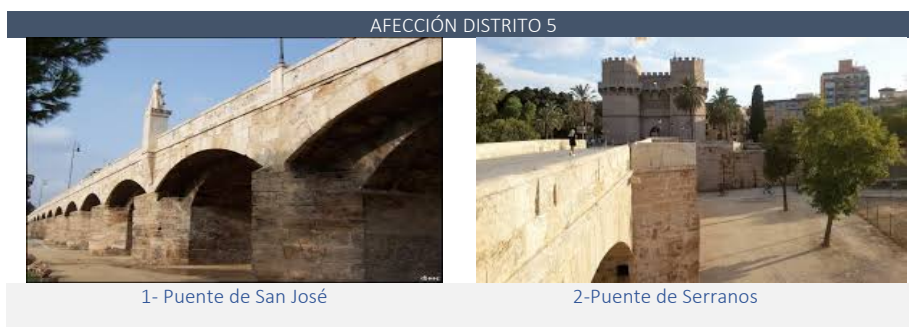 AFECCIÓN DISTRITO 5
1- Puente de San José
2-Puente de Serranos